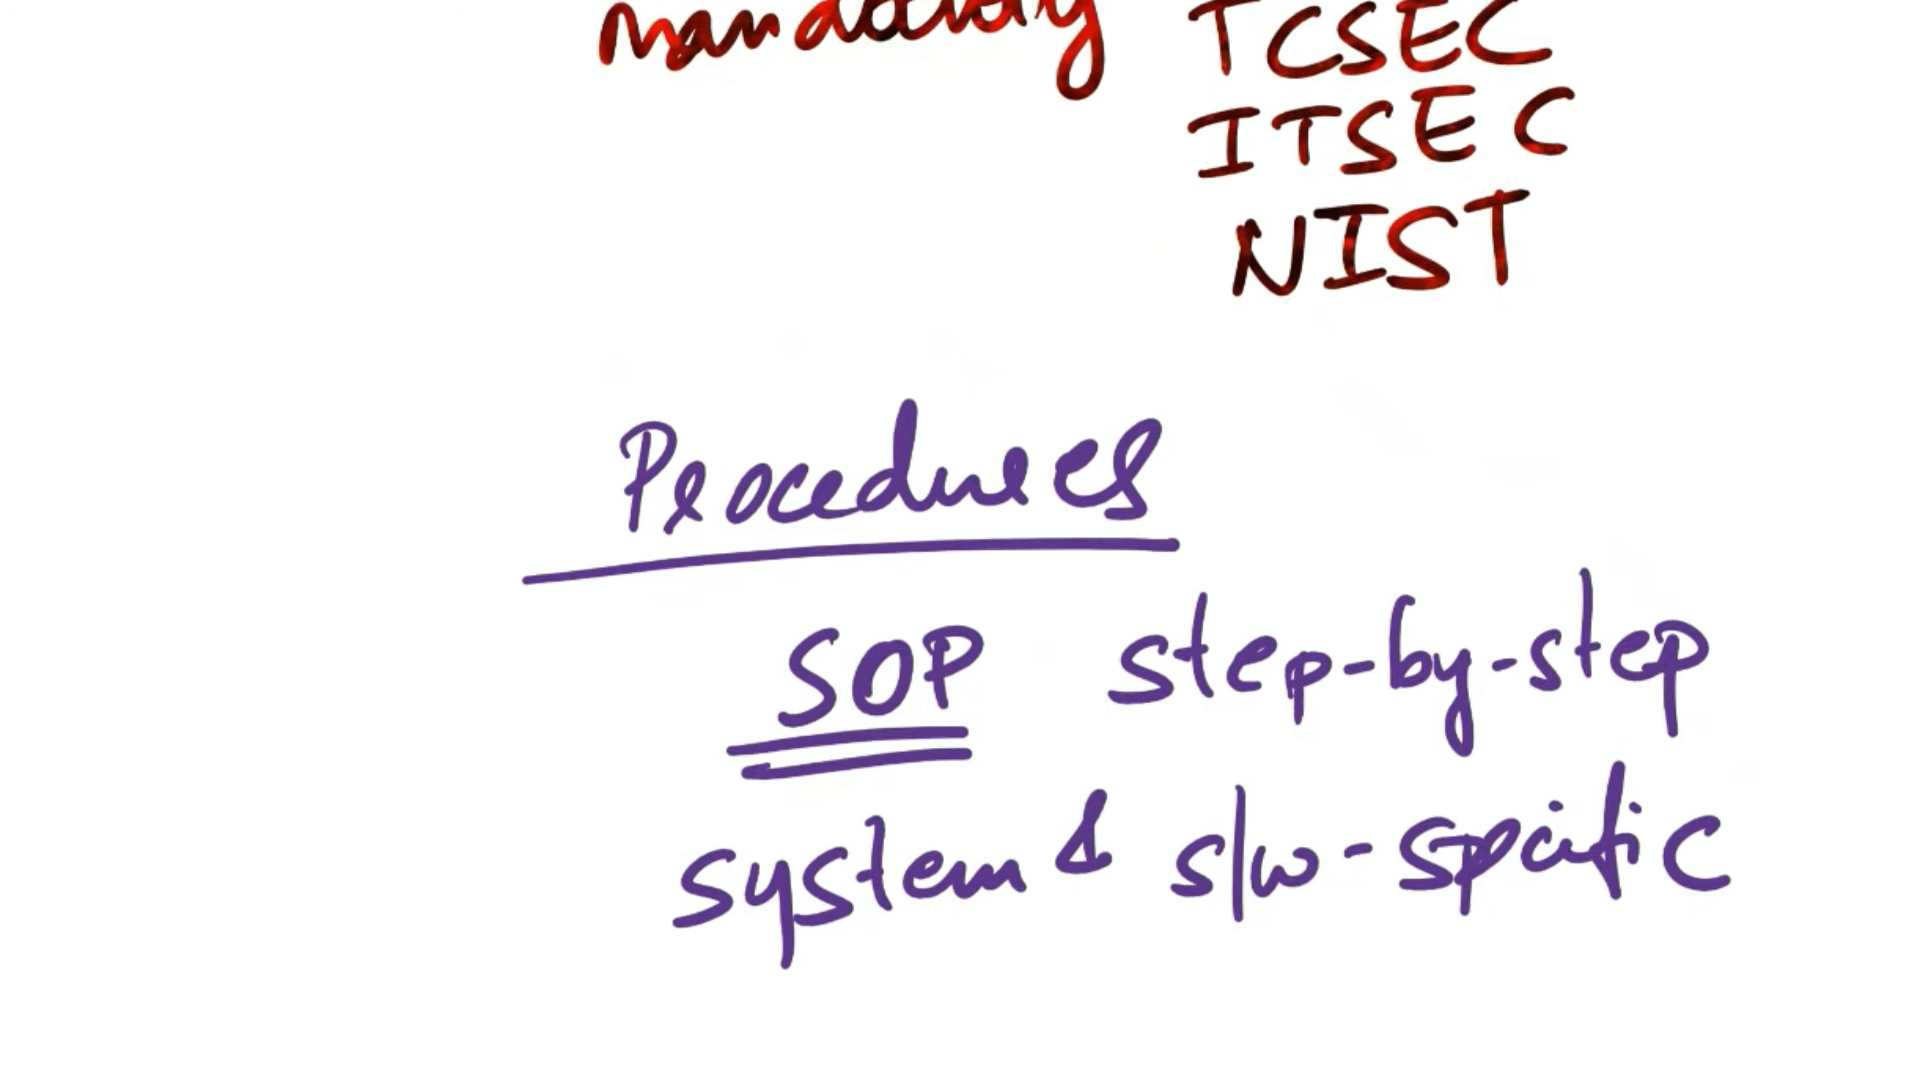 mandatory TCSEC
ITSEC
NIST
Procedures
SOP step-by-step
system & s/w-specific